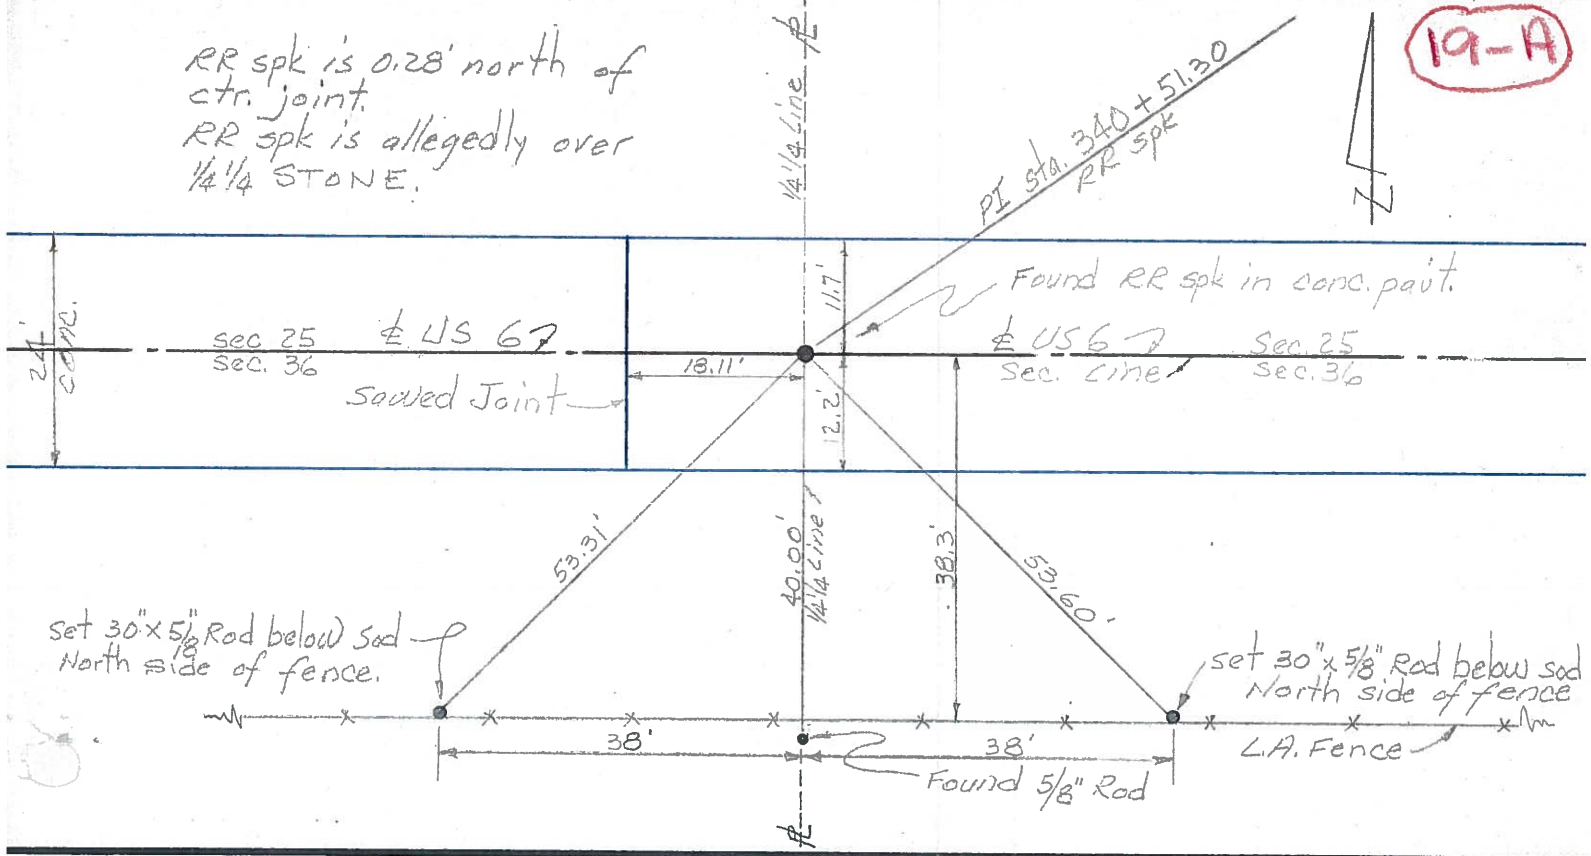 RR spk is 0.28' north of
ctr. joint.
RR spk is allegedly over
1/4 1/4 STONE.
19-A
PL
1/4 1/4 Line
PI sta. 340 + 51.30
RR spk
N
24'
conc.
sec 25
sec. 36
℄ US 6
Sawed Joint
18.11'
11.7'
12.2'
Found RR spk in conc. pavt.
℄ US 6
Sec. Line
Sec. 25
Sec. 36
53.31'
40.00'
1/4 1/4 Line
38.3'
53.60'
set 30" x 5/8" Rod below sod
North side of fence.
set 30" x 5/8" Rod below sod
North side of fence
38'
38'
L.A. Fence
Found 5/8" Rod
PL